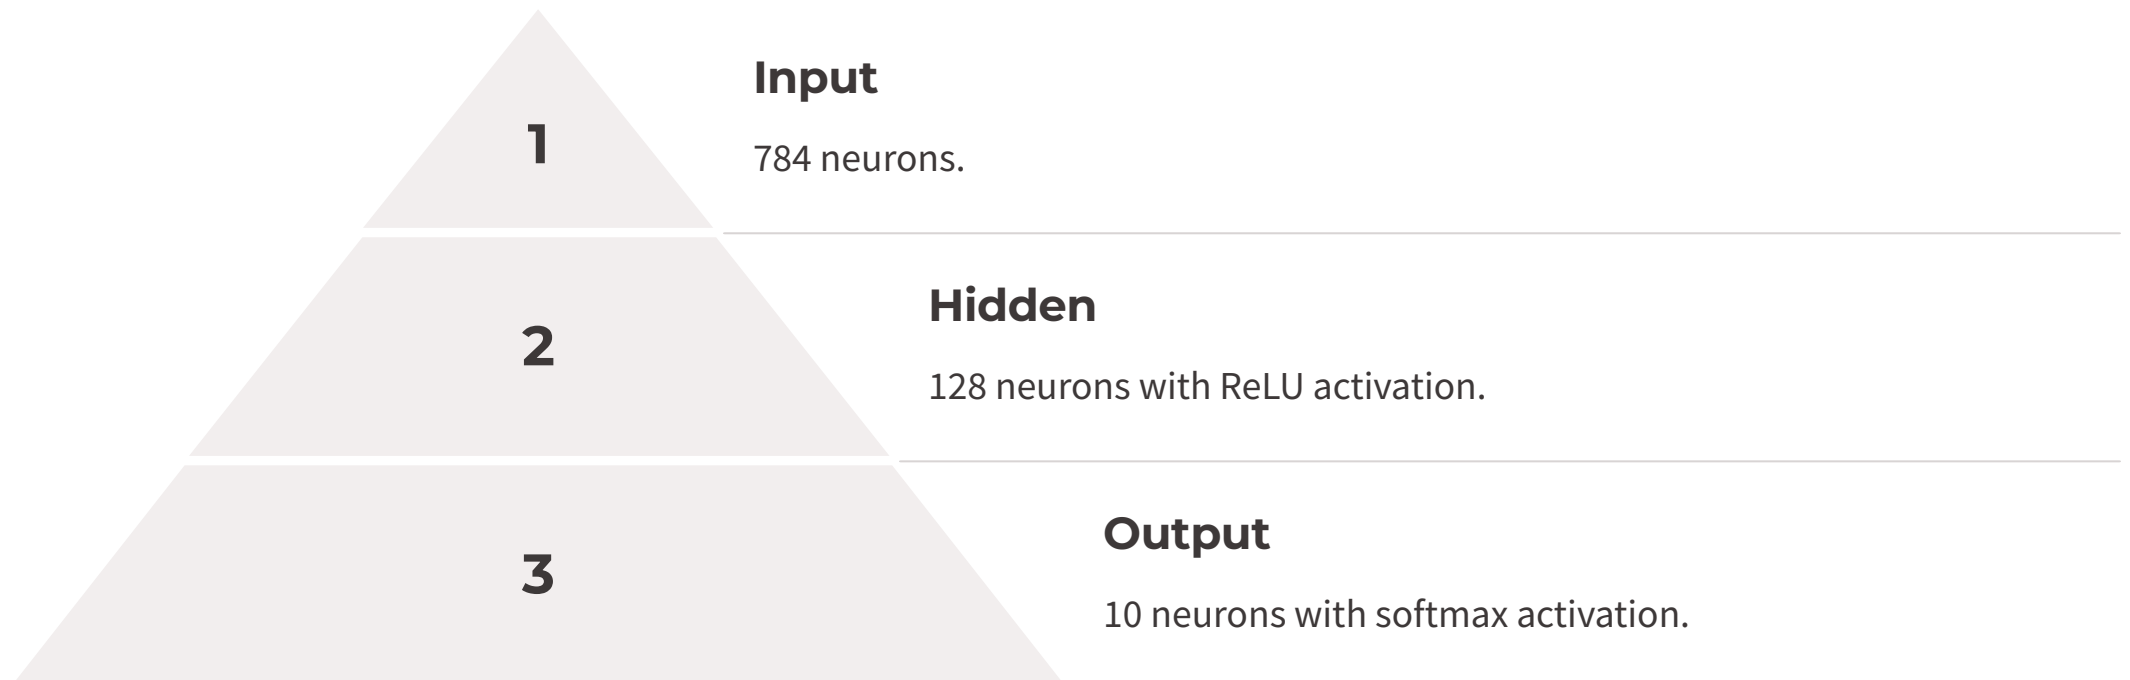 1
Input
784 neurons.
2
Hidden
128 neurons with ReLU activation.
3
Output
10 neurons with softmax activation.